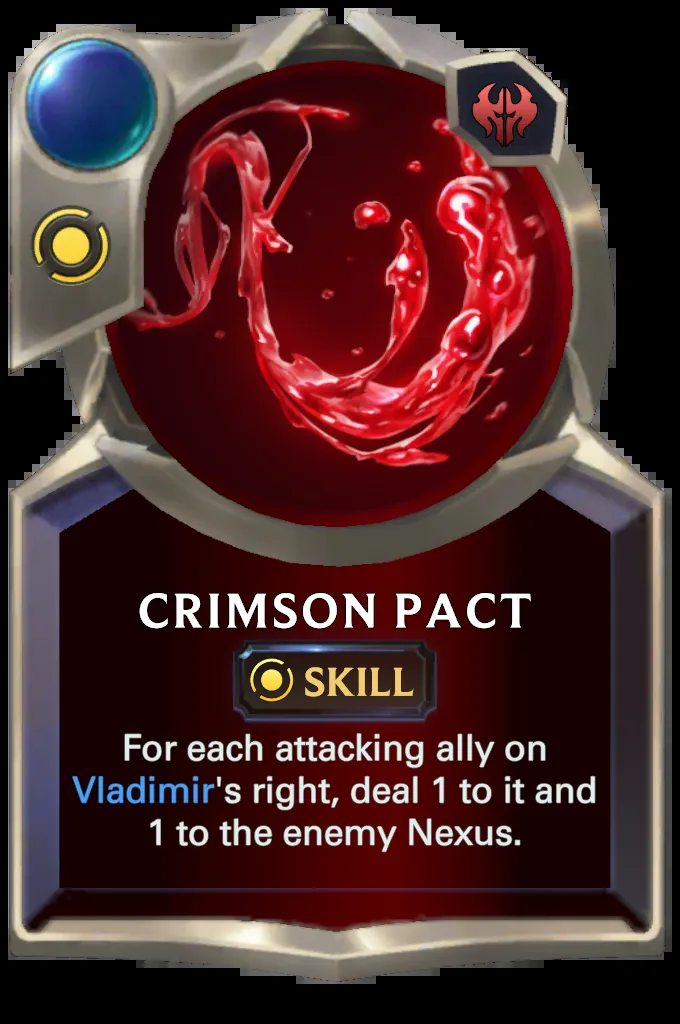 CRIMSON PACT
SKILL
For each attacking ally on
Vladimir's right, deal 1 to it and
1 to the enemy Nexus.